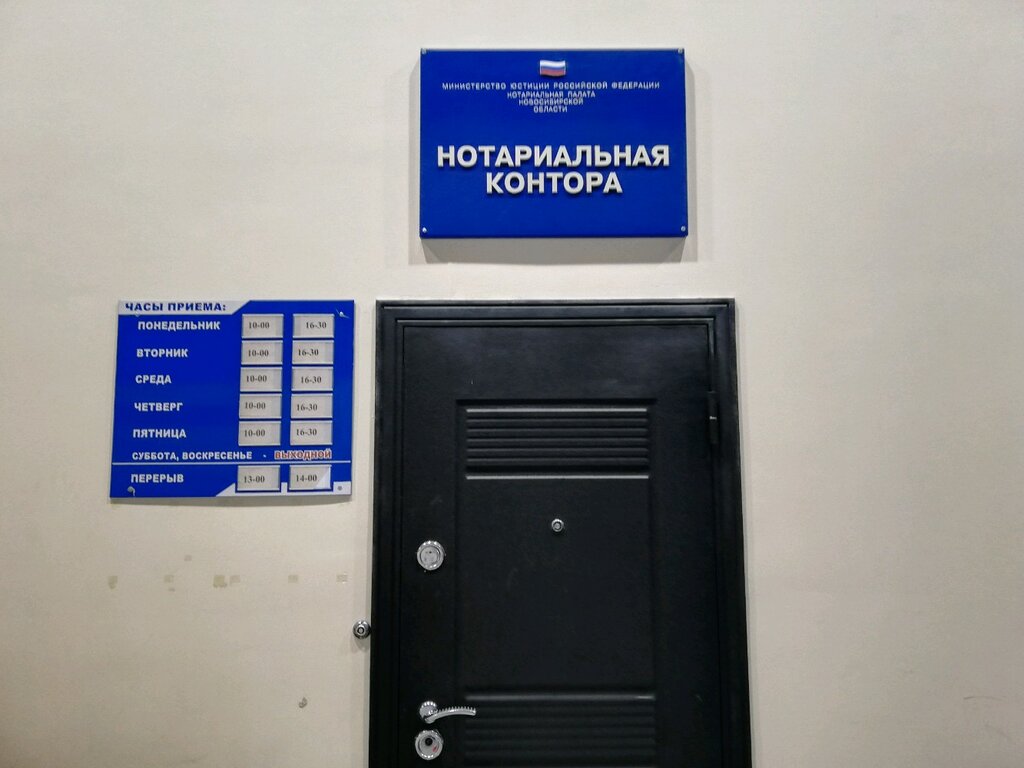 МИНИСТЕРСТВО ЮСТИЦИИ РОССИЙСКОЙ ФЕДЕРАЦИИ
НОТАРИАЛЬНАЯ ПАЛАТА
НОВОСИБИРСКОЙ
ОБЛАСТИ
НОТАРИАЛЬНАЯ
КОНТОРА
ЧАСЫ ПРИЕМА:
ПОНЕДЕЛЬНИК 10-00 16-30
ВТОРНИК 10-00 16-30
СРЕДА 10-00 16-30
ЧЕТВЕРГ 10-00 16-30
ПЯТНИЦА 10-00 16-30
СУББОТА, ВОСКРЕСЕНЬЕ - ВЫХОДНОЙ
ПЕРЕРЫВ 13-00 14-00